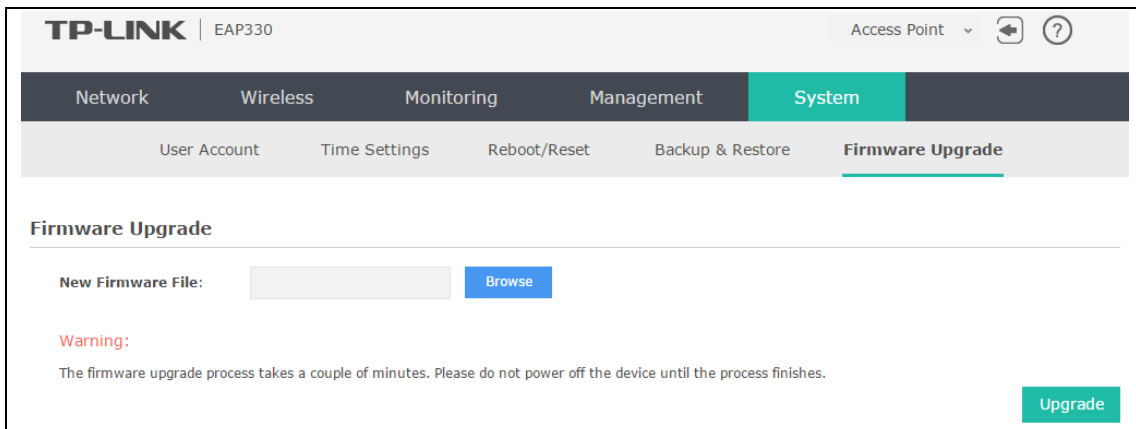 TP-LINK | EAP330 Access Point ?
Network Wireless Monitoring Management System
User Account Time Settings Reboot/Reset Backup & Restore Firmware Upgrade
Firmware Upgrade
New Firmware File: Browse
Warning:
The firmware upgrade process takes a couple of minutes. Please do not power off the device until the process finishes.
Upgrade